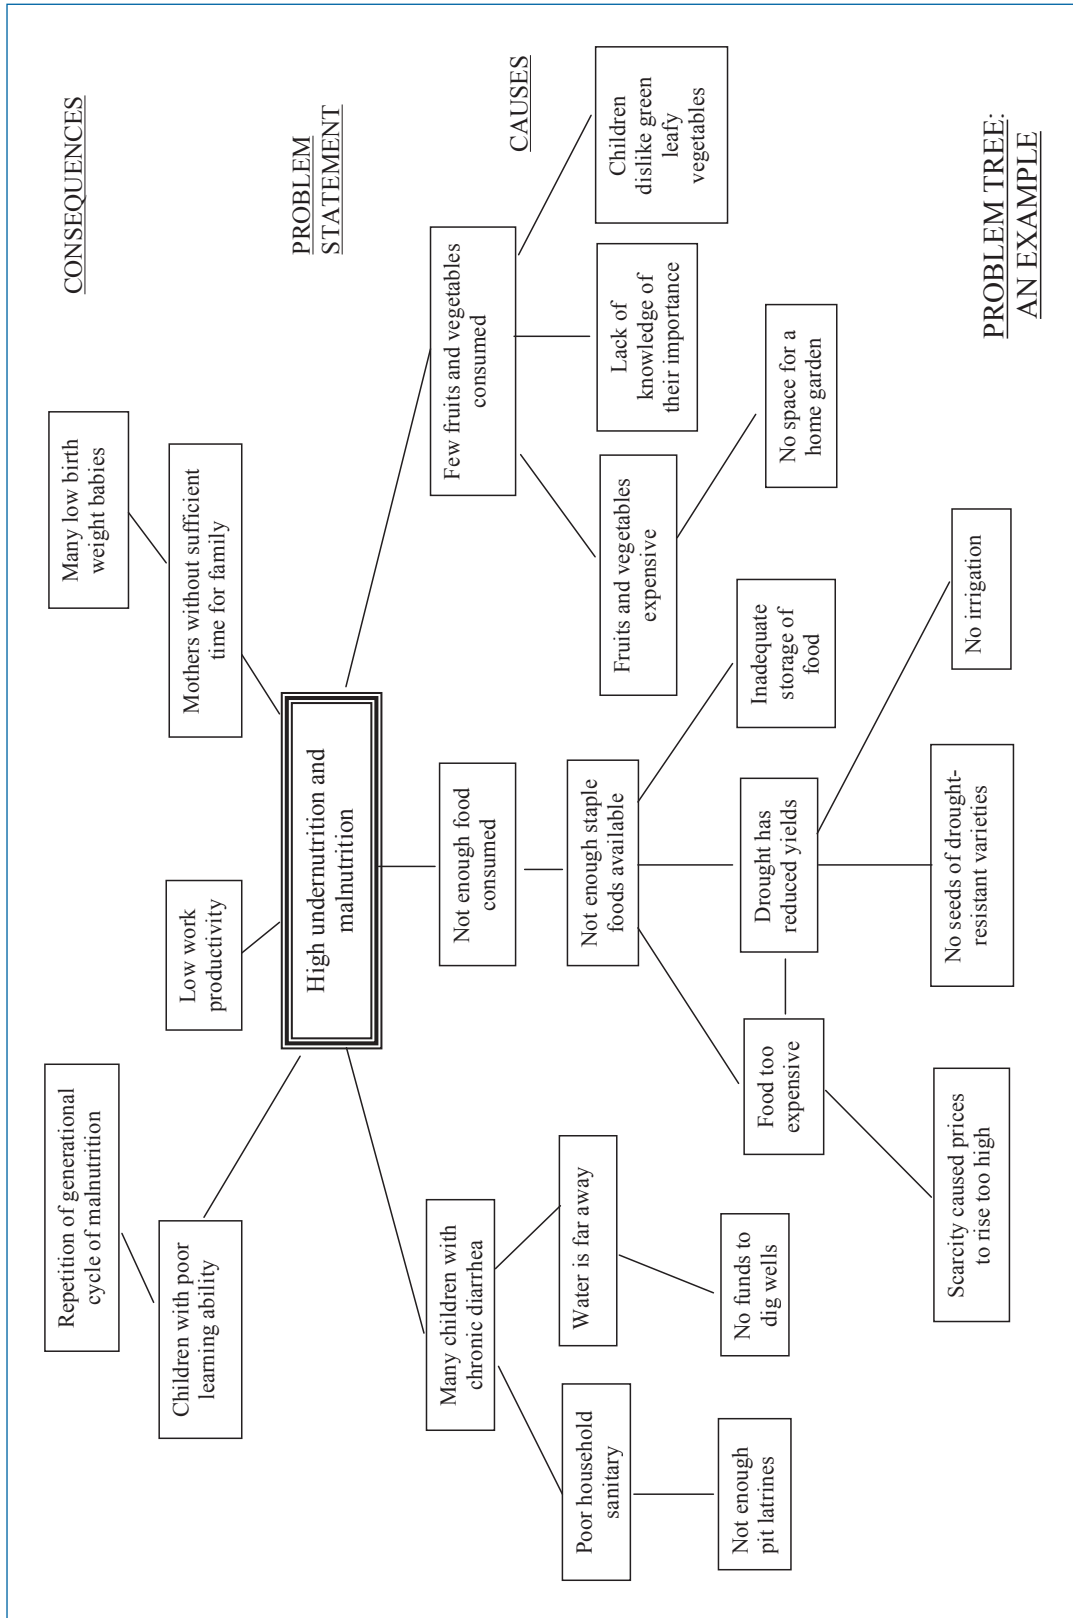 CONSEQUENCES
Repetition of generational
cycle of malnutrition
Many low birth
weight babies
Children with poor
learning ability
Low work
productivity
Mothers without sufficient
time for family
PROBLEM
STATEMENT
High undernutrition and
malnutrition
CAUSES
Many children with
chronic diarrhea
Not enough food
consumed
Few fruits and vegetables
consumed
Poor household
sanitary
Water is far away
Not enough staple
foods available
Fruits and vegetables
expensive
Lack of
knowledge of
their importance
Children
dislike green
leafy
vegetables
Not enough
pit latrines
No funds to
dig wells
Food too
expensive
Drought has
reduced yields
Inadequate
storage of
food
No space for a
home garden
Scarcity caused prices
to rise too high
No seeds of drought-
resistant varieties
No irrigation
PROBLEM TREE:
AN EXAMPLE